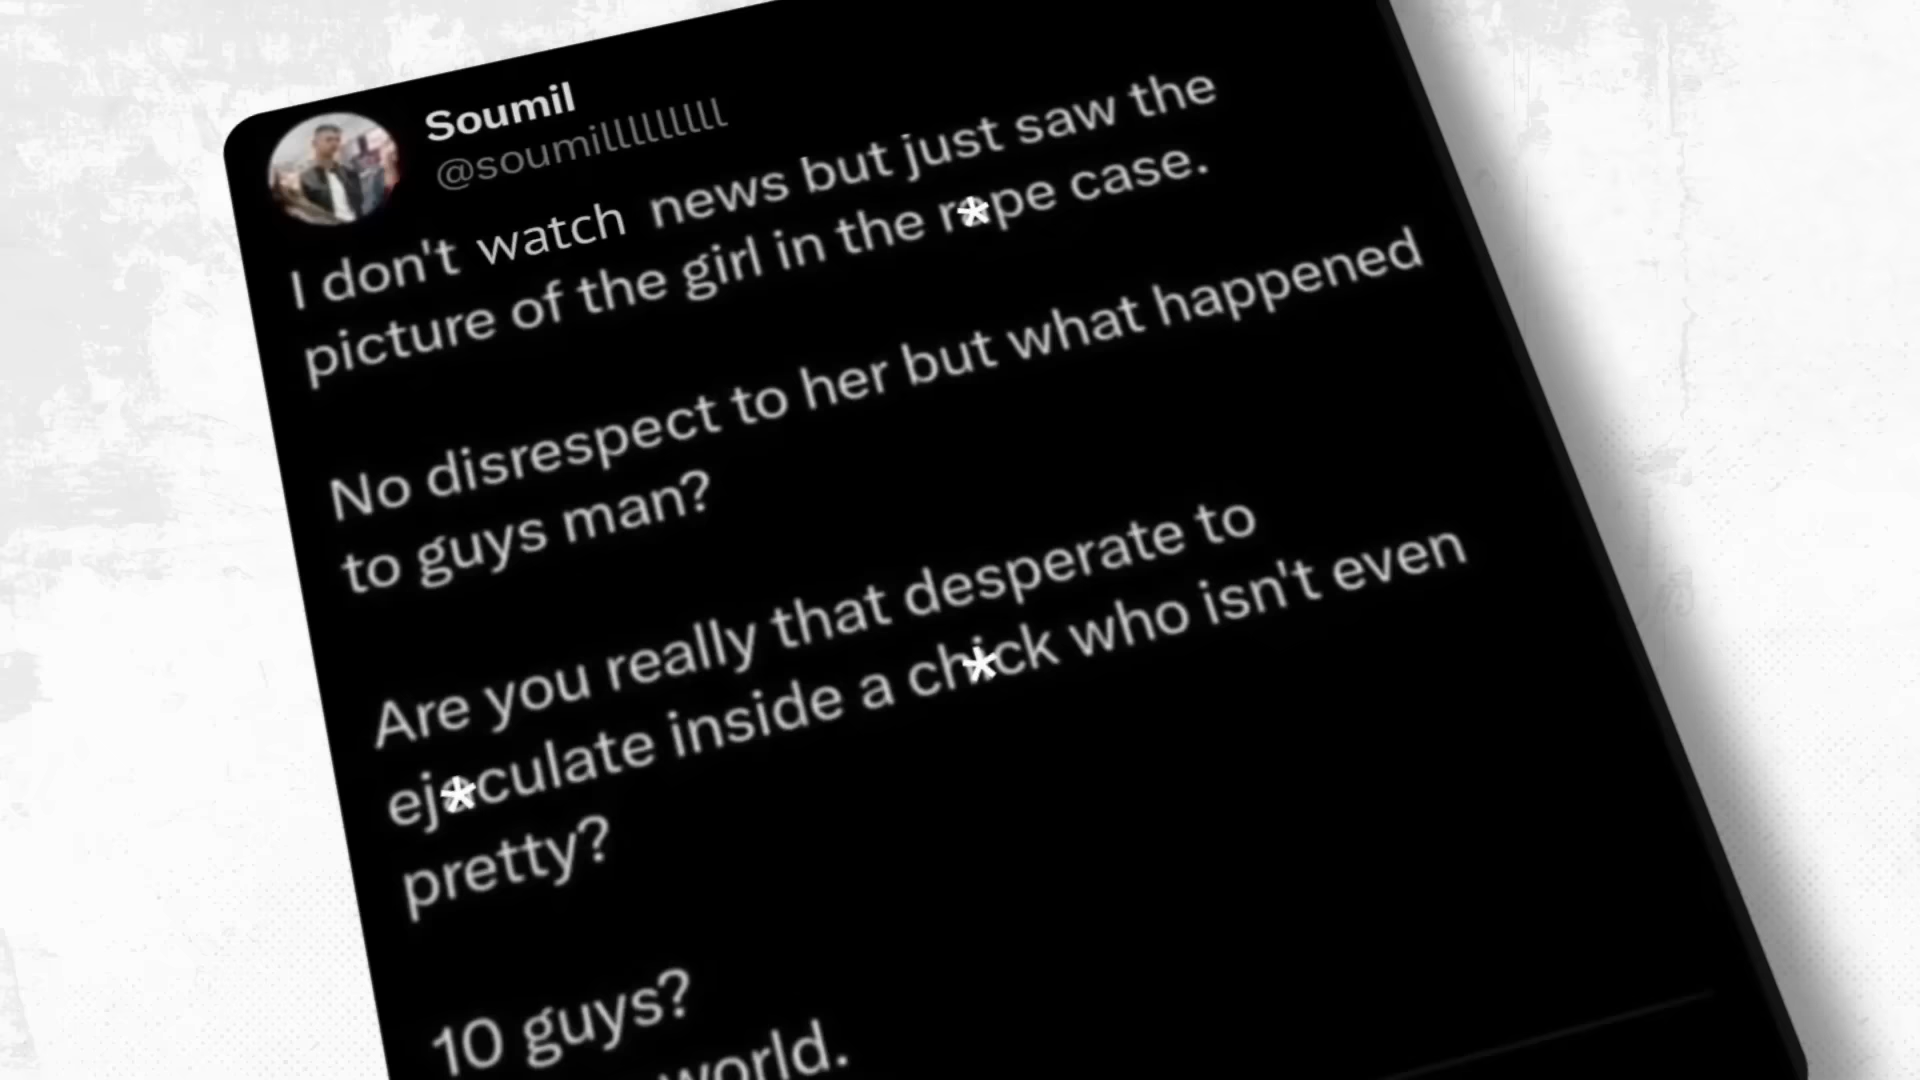 Soumil
@soumillllllllll
I don't watch news but just saw the
picture of the girl in the r*pe case.
No disrespect to her but what happened
to guys man?
Are you really that desperate to
ej*culate inside a ch*ck who isn't even
pretty?
10 guys?
world.